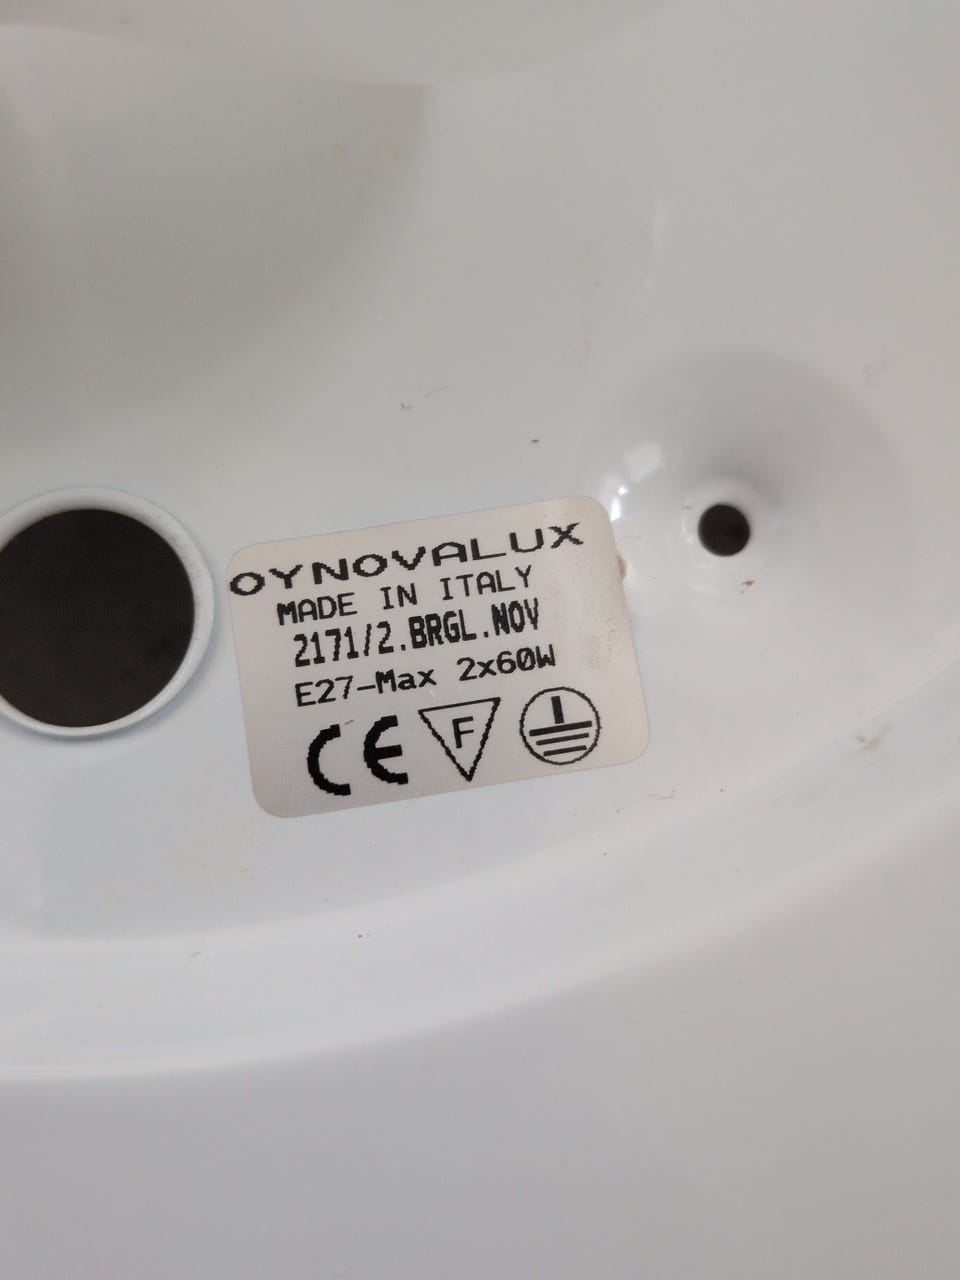 OYNOVALUX
MADE IN ITALY
2171/2.BRGL.NOV
E27-Max 2x60W
CE F